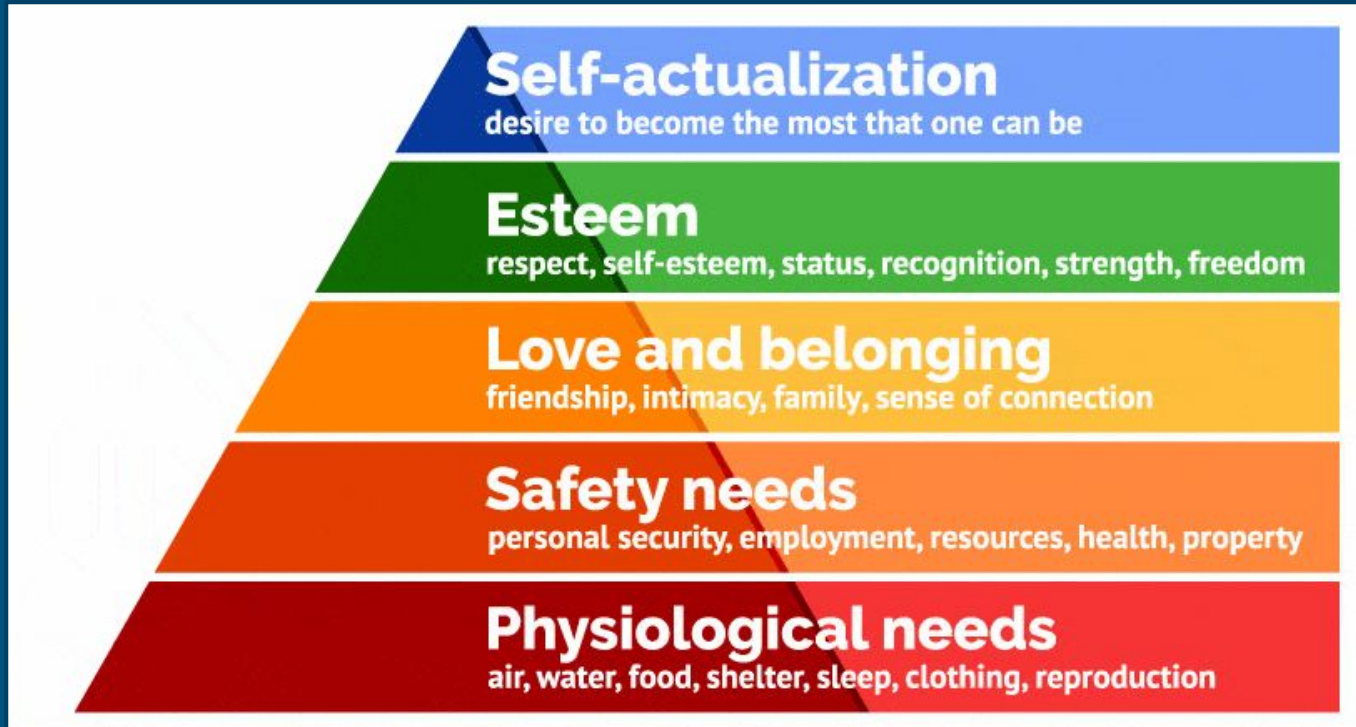 Self-actualization
desire to become the most that one can be
Esteem
respect, self-esteem, status, recognition, strength, freedom
Love and belonging
friendship, intimacy, family, sense of connection
Safety needs
personal security, employment, resources, health, property
Physiological needs
air, water, food, shelter, sleep, clothing, reproduction